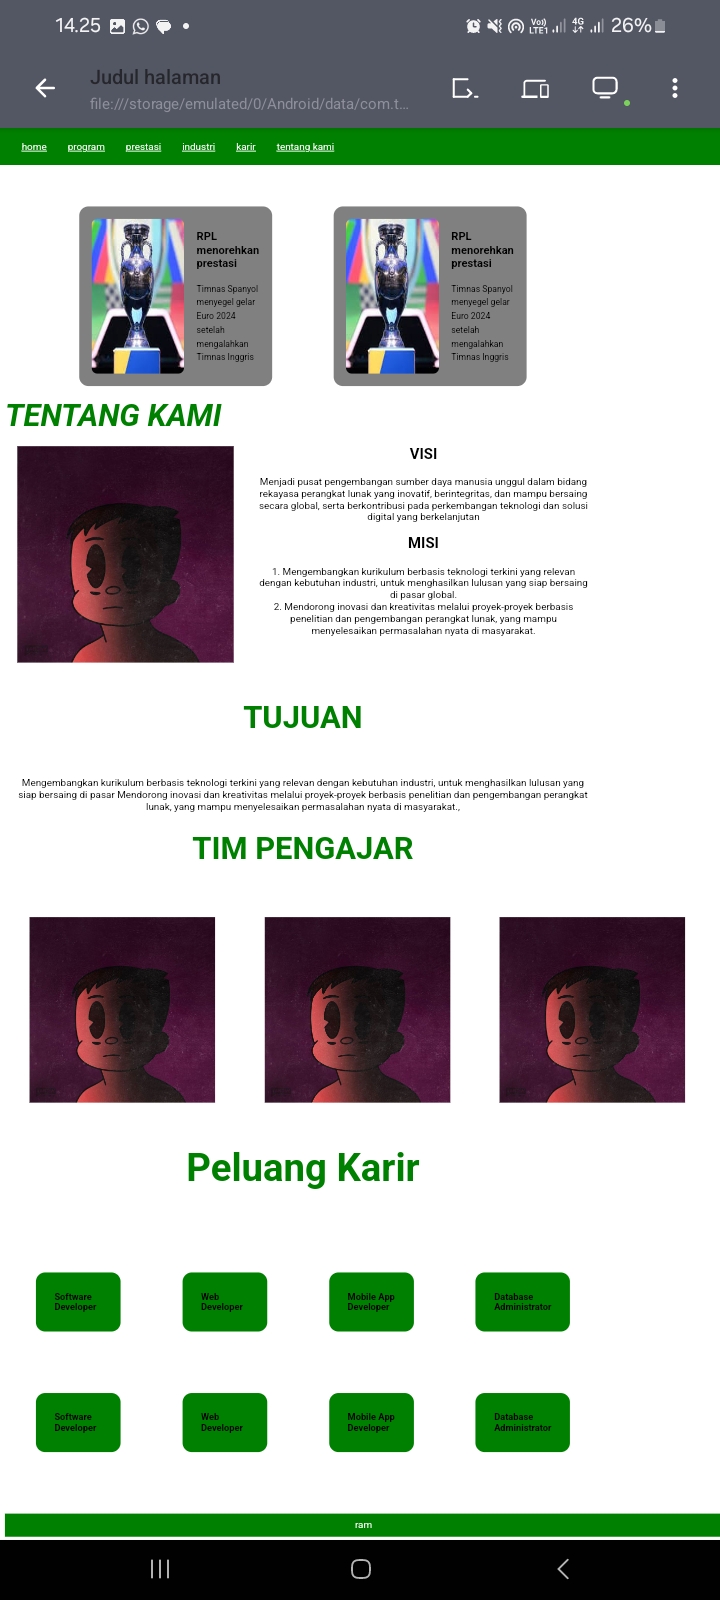 14.25
Vo)) LTE1 4G 26%
Judul halaman
file:///storage/emulated/0/Android/data/com.t...
home program prestasi industri karir tentang kami
RPL
menorehkan
prestasi
Timnas Spanyol
menyegel gelar
Euro 2024
setelah
mengalahkan
Timnas Inggris
RPL
menorehkan
prestasi
Timnas Spanyol
menyegel gelar
Euro 2024
setelah
mengalahkan
Timnas Inggris
TENTANG KAMI
VISI
Menjadi pusat pengembangan sumber daya manusia unggul dalam bidang
rekayasa perangkat lunak yang inovatif, berintegritas, dan mampu bersaing
secara global, serta berkontribusi pada perkembangan teknologi dan solusi
digital yang berkelanjutan
MISI
1. Mengembangkan kurikulum berbasis teknologi terkini yang relevan
dengan kebutuhan industri, untuk menghasilkan lulusan yang siap bersaing
di pasar global.
2. Mendorong inovasi dan kreativitas melalui proyek-proyek berbasis
penelitian dan pengembangan perangkat lunak, yang mampu
menyelesaikan permasalahan nyata di masyarakat.
TUJUAN
Mengembangkan kurikulum berbasis teknologi terkini yang relevan dengan kebutuhan industri, untuk menghasilkan lulusan yang
siap bersaing di pasar Mendorong inovasi dan kreativitas melalui proyek-proyek berbasis penelitian dan pengembangan perangkat
lunak, yang mampu menyelesaikan permasalahan nyata di masyarakat.,
TIM PENGAJAR
Peluang Karir
Software
Developer
Web
Developer
Mobile App
Developer
Database
Administrator
Software
Developer
Web
Developer
Mobile App
Developer
Database
Administrator
ram